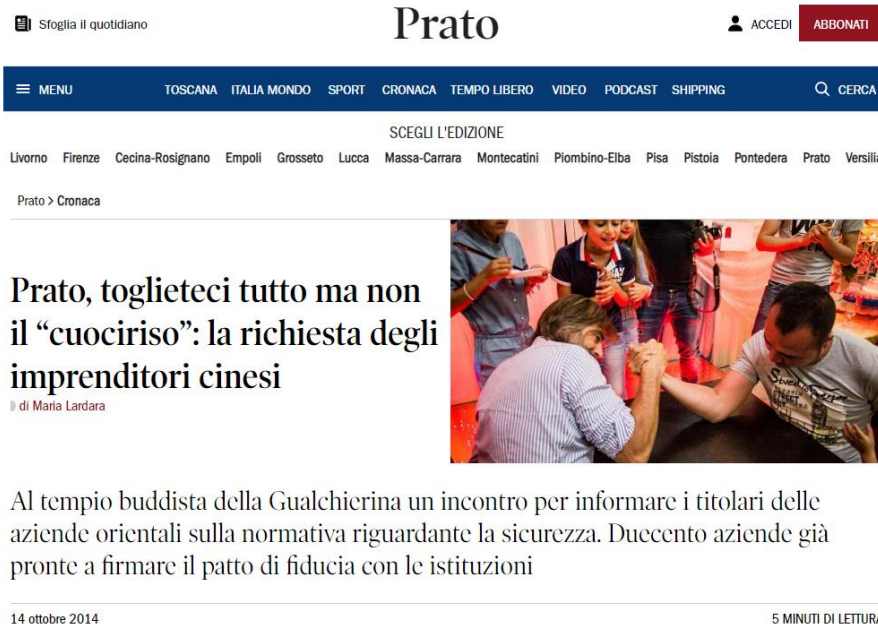 Sfoglia il quotidiano
Prato
ACCEDI
ABBONATI
MENU
TOSCANA ITALIA MONDO SPORT CRONACA TEMPO LIBERO VIDEO PODCAST SHIPPING
CERCA
SCEGLI L'EDIZIONE
Livorno Firenze Cecina-Rosignano Empoli Grosseto Lucca Massa-Carrara Montecatini Piombino-Elba Pisa Pistoia Pontedera Prato Versilia
Prato > Cronaca
Prato, toglieteci tutto ma non
il “cuociriso”: la richiesta degli
imprenditori cinesi
di Maria Lardara
Al tempio buddista della Gualchierina un incontro per informare i titolari delle
aziende orientali sulla normativa riguardante la sicurezza. Duecento aziende già
pronte a firmare il patto di fiducia con le istituzioni
14 ottobre 2014
5 MINUTI DI LETTURA